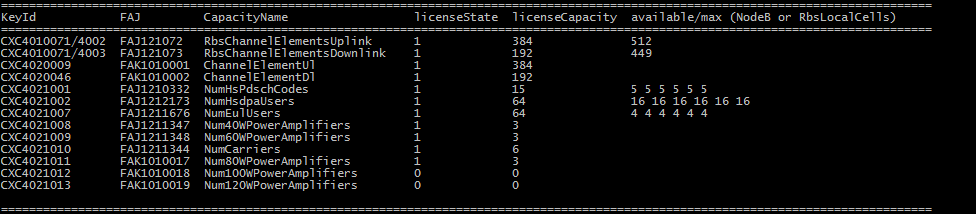 ================================================================================
KeyId FAJ CapacityName licenseState licenseCapacity available/max (NodeB or RbsLocalCells)
================================================================================
CXC4010071/4002 FAJ121072 RbsChannelElementsUplink 1 384 512
CXC4010071/4003 FAJ121073 RbsChannelElementsDownlink 1 192 449
CXC4020009 FAK1010001 ChannelElementUl 1 384
CXC4020046 FAK1010002 ChannelElementDl 1 192
CXC4021001 FAJ1210332 NumHsPdschCodes 1 15 5 5 5 5 5 5
CXC4021002 FAJ1212173 NumHsdpaUsers 1 64 16 16 16 16 16 16
CXC4021007 FAJ1211676 NumEulUsers 1 64 4 4 4 4 4 4
CXC4021008 FAJ1211347 Num40WPowerAmplifiers 1 3
CXC4021009 FAJ1211348 Num60WPowerAmplifiers 1 3
CXC4021010 FAJ1211344 NumCarriers 1 6
CXC4021011 FAK1010017 Num80WPowerAmplifiers 1 3
CXC4021012 FAK1010018 Num100WPowerAmplifiers 0 0
CXC4021013 FAK1010019 Num120WPowerAmplifiers 0 0
================================================================================